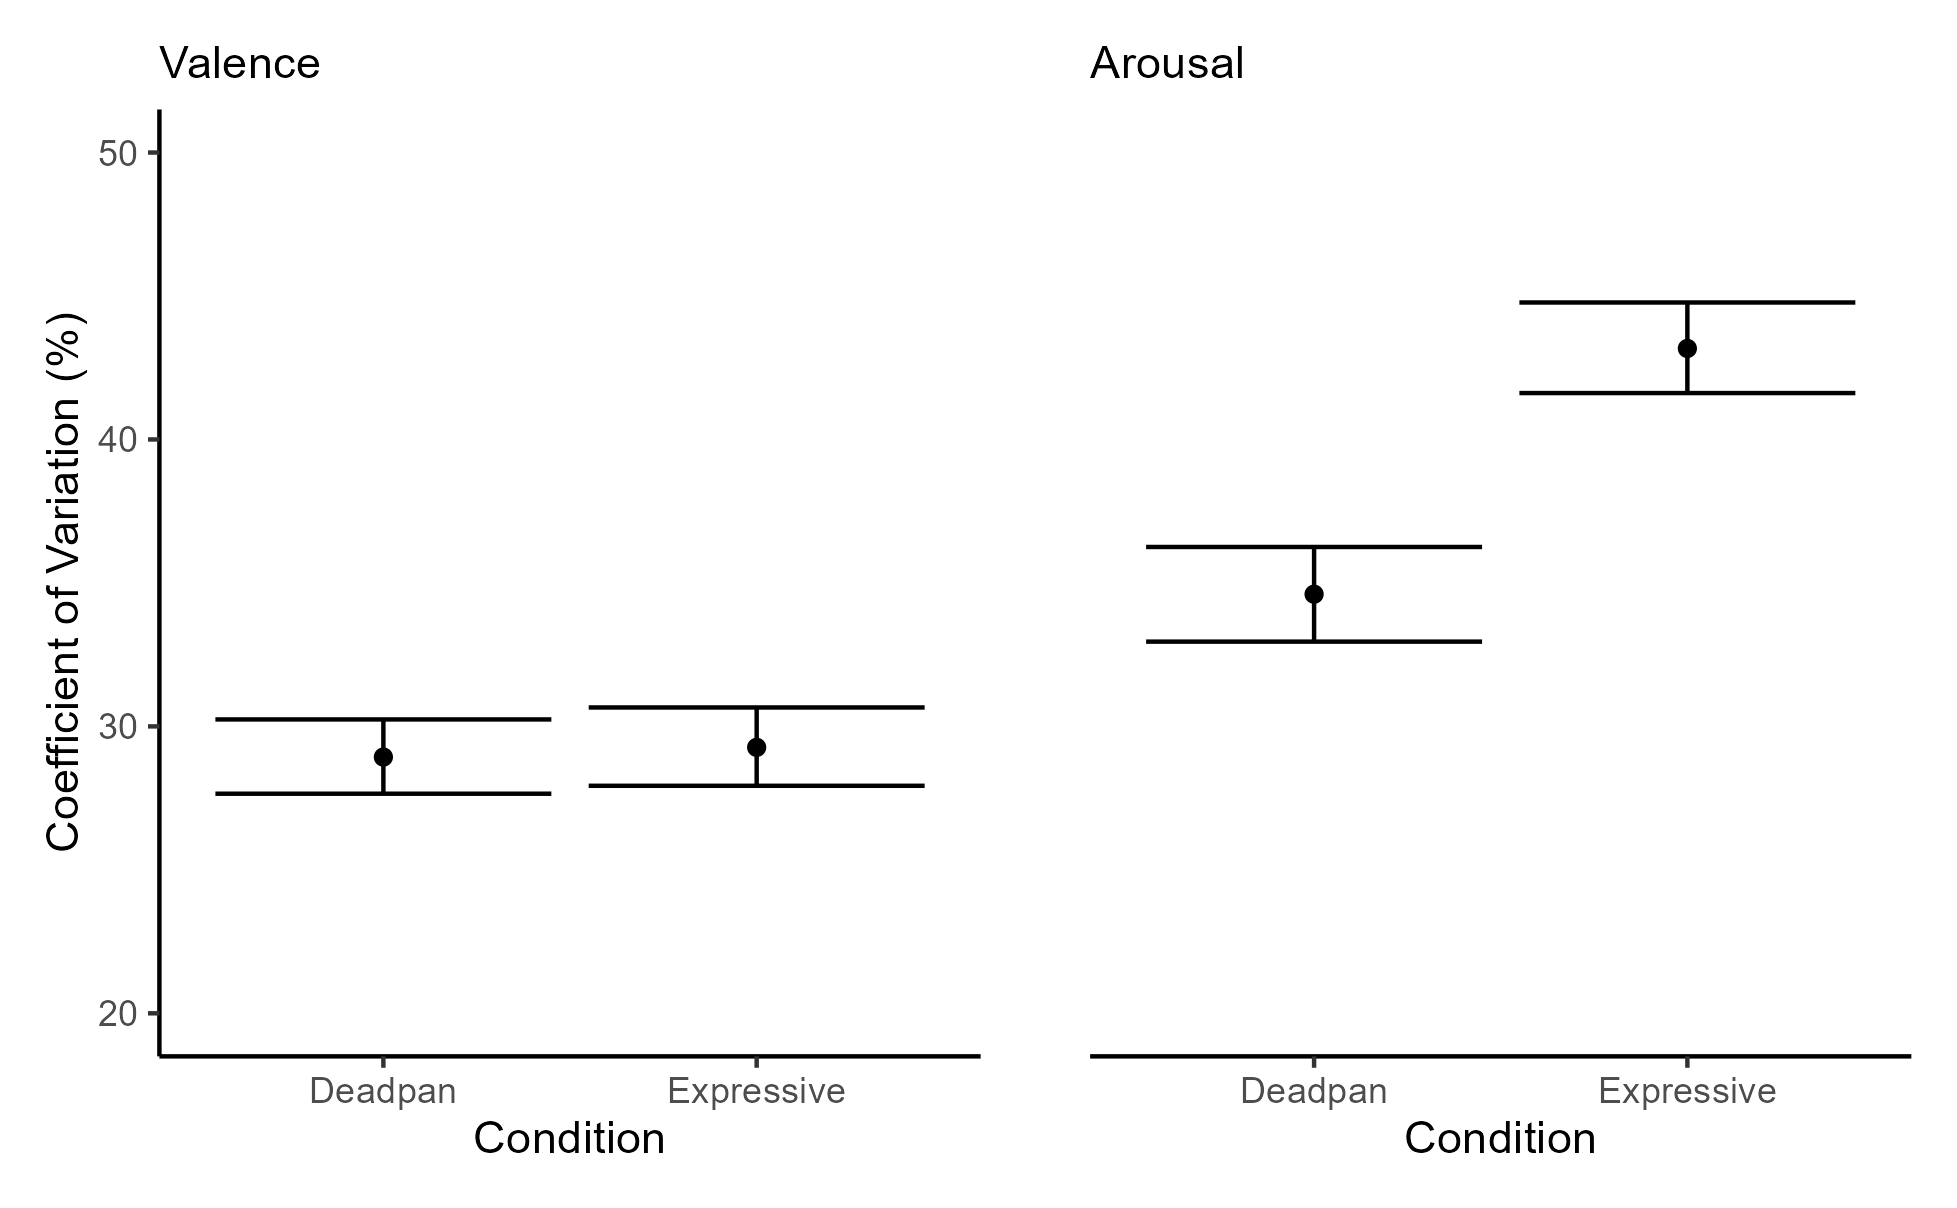 Valence
Arousal
Coefficient of Variation (%)
50
40
30
20
Deadpan Expressive
Condition
Deadpan Expressive
Condition